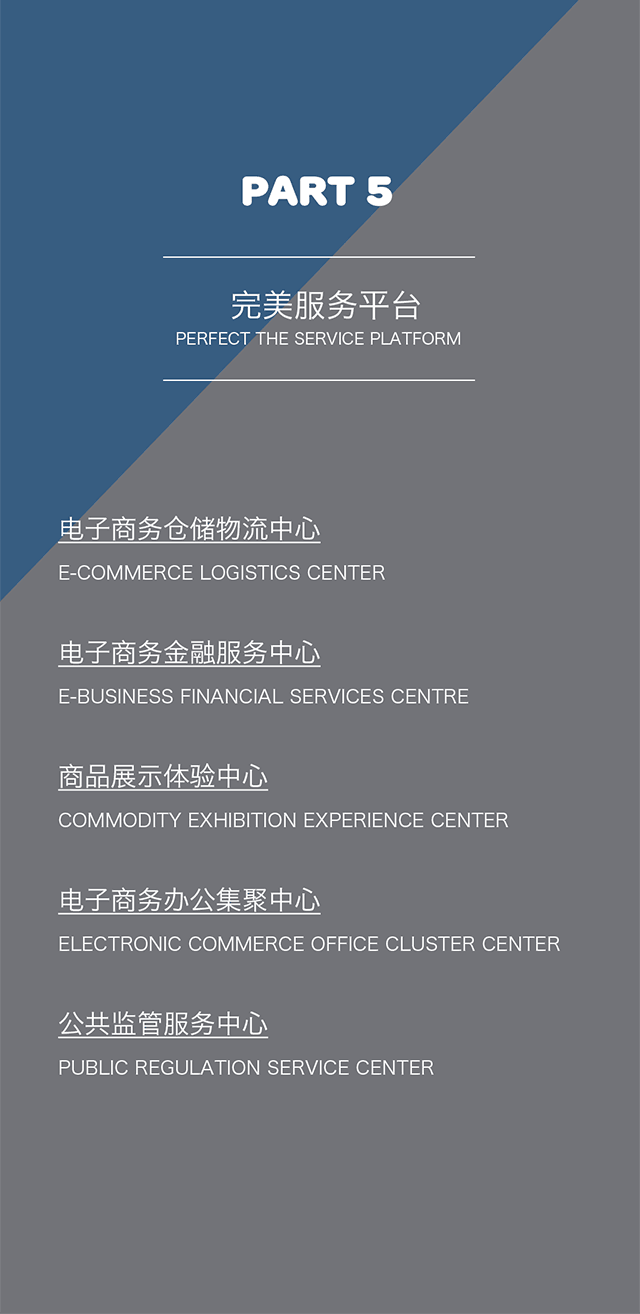 PART 5
完美服务平台
PERFECT THE SERVICE PLATFORM
电子商务仓储物流中心
E-COMMERCE LOGISTICS CENTER
电子商务金融服务中心
E-BUSINESS FINANCIAL SERVICES CENTRE
商品展示体验中心
COMMODITY EXHIBITION EXPERIENCE CENTER
电子商务办公集聚中心
ELECTRONIC COMMERCE OFFICE CLUSTER CENTER
公共监管服务中心
PUBLIC REGULATION SERVICE CENTER